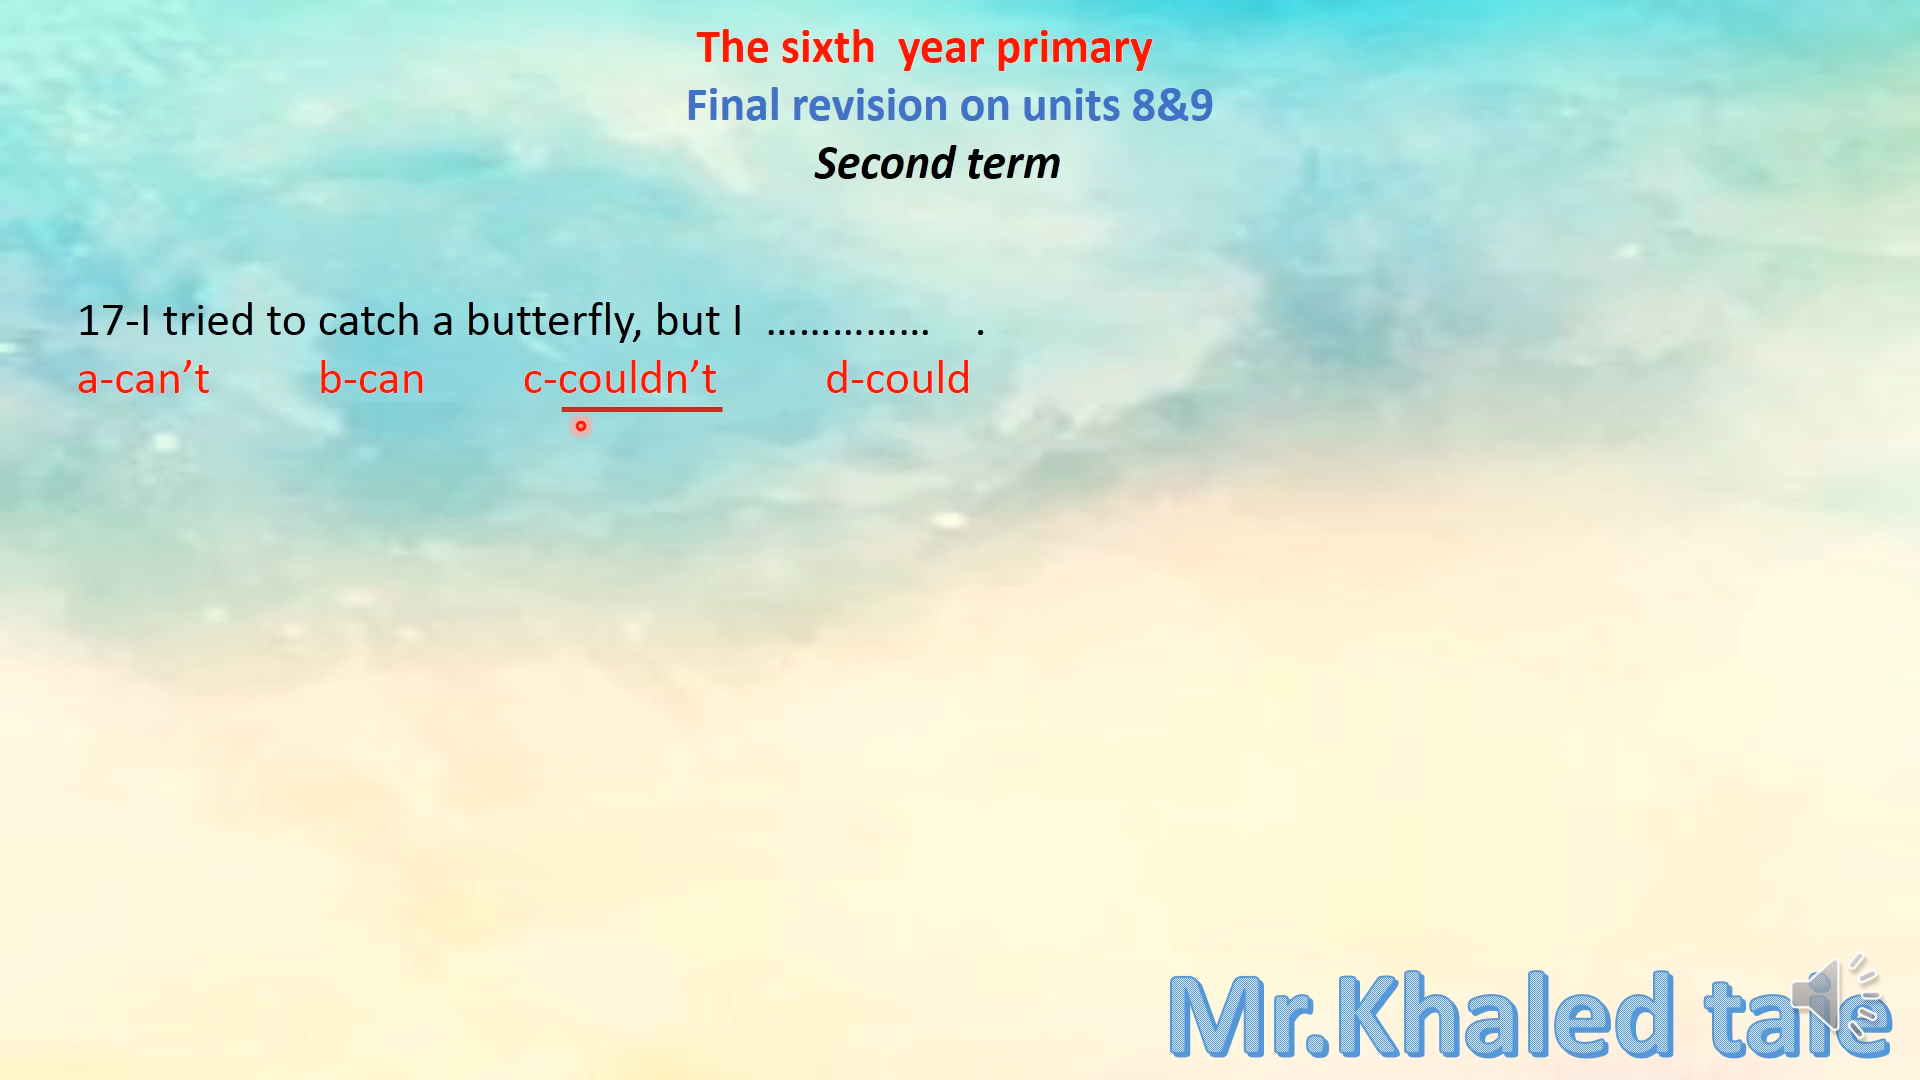 The sixth  year primary
Final revision on units 8&9
Second term
17-I tried to catch a butterfly, but I  ……………    .
a-can’t          b-can         c-couldn’t          d-could
Mr.Khaled